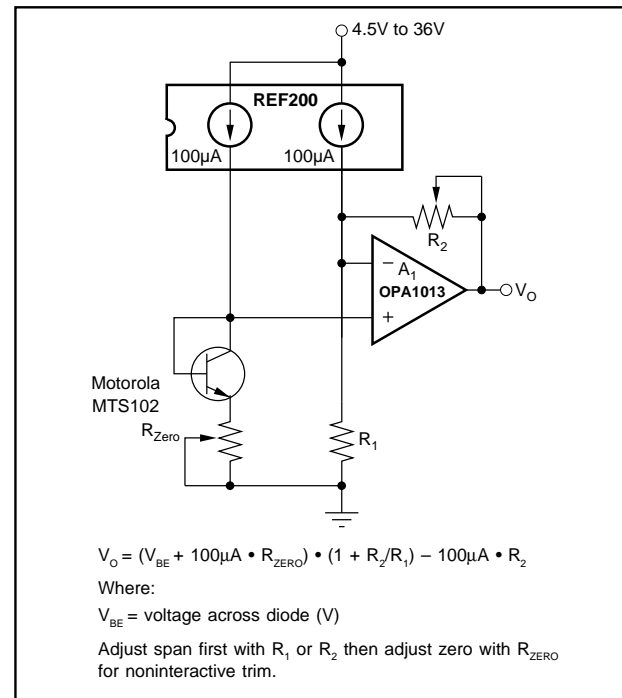 4.5V to 36V
REF200
100µA
100µA
R2
– A1
OPA1013
VO
+
Motorola
MTS102
RZero
R1
VO = (VBE + 100µA • RZERO) • (1 + R2/R1) – 100µA • R2
Where:
VBE = voltage across diode (V)
Adjust span first with R1 or R2 then adjust zero with RZERO
for noninteractive trim.